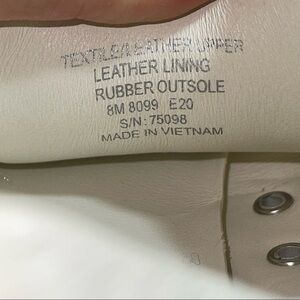 TEXTILE/LEATHER UPPER
LEATHER LINING
RUBBER OUTSOLE
8M 8099 E20
S/N: 75098
MADE IN VIETNAM